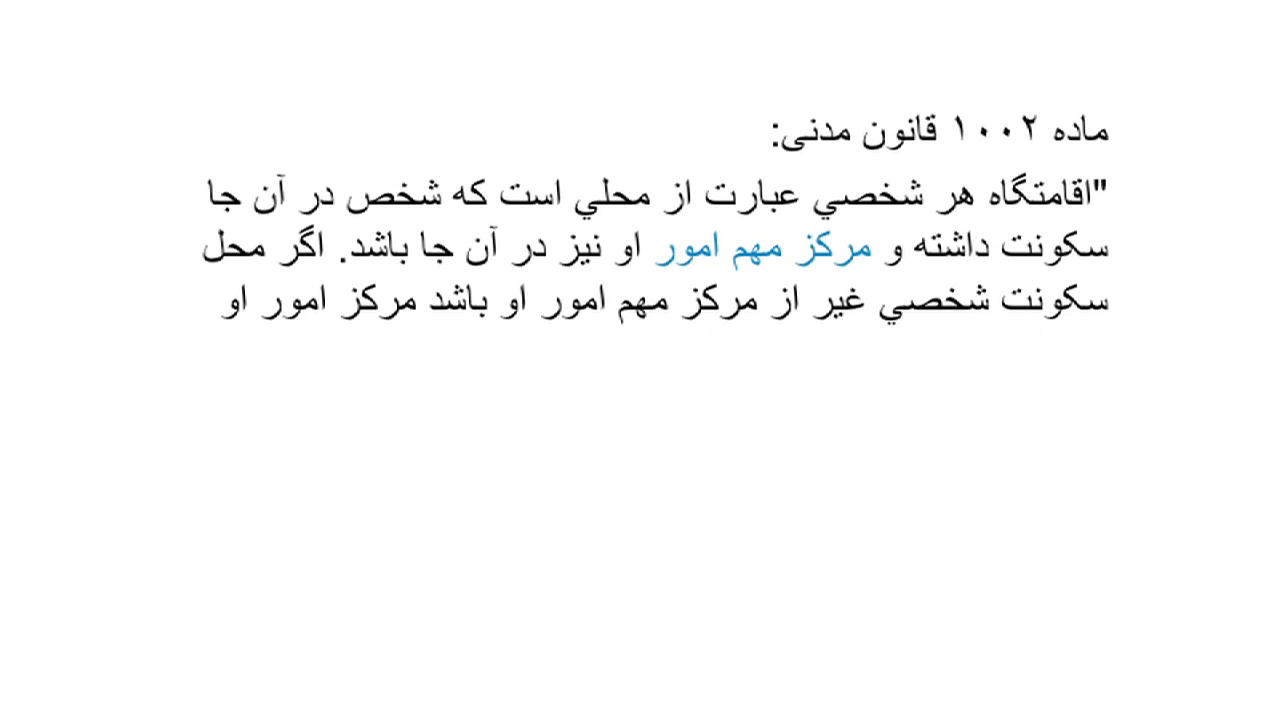 ماده ۱۰۰۲ قانون مدنی:
"اقامتگاه هر شخصي عبارت از محلي است که شخص در آن جا
سکونت داشته و مرکز مهم امور او نيز در آن جا باشد. اگر محل
سکونت شخصي غير از مرکز مهم امور او باشد مرکز امور او